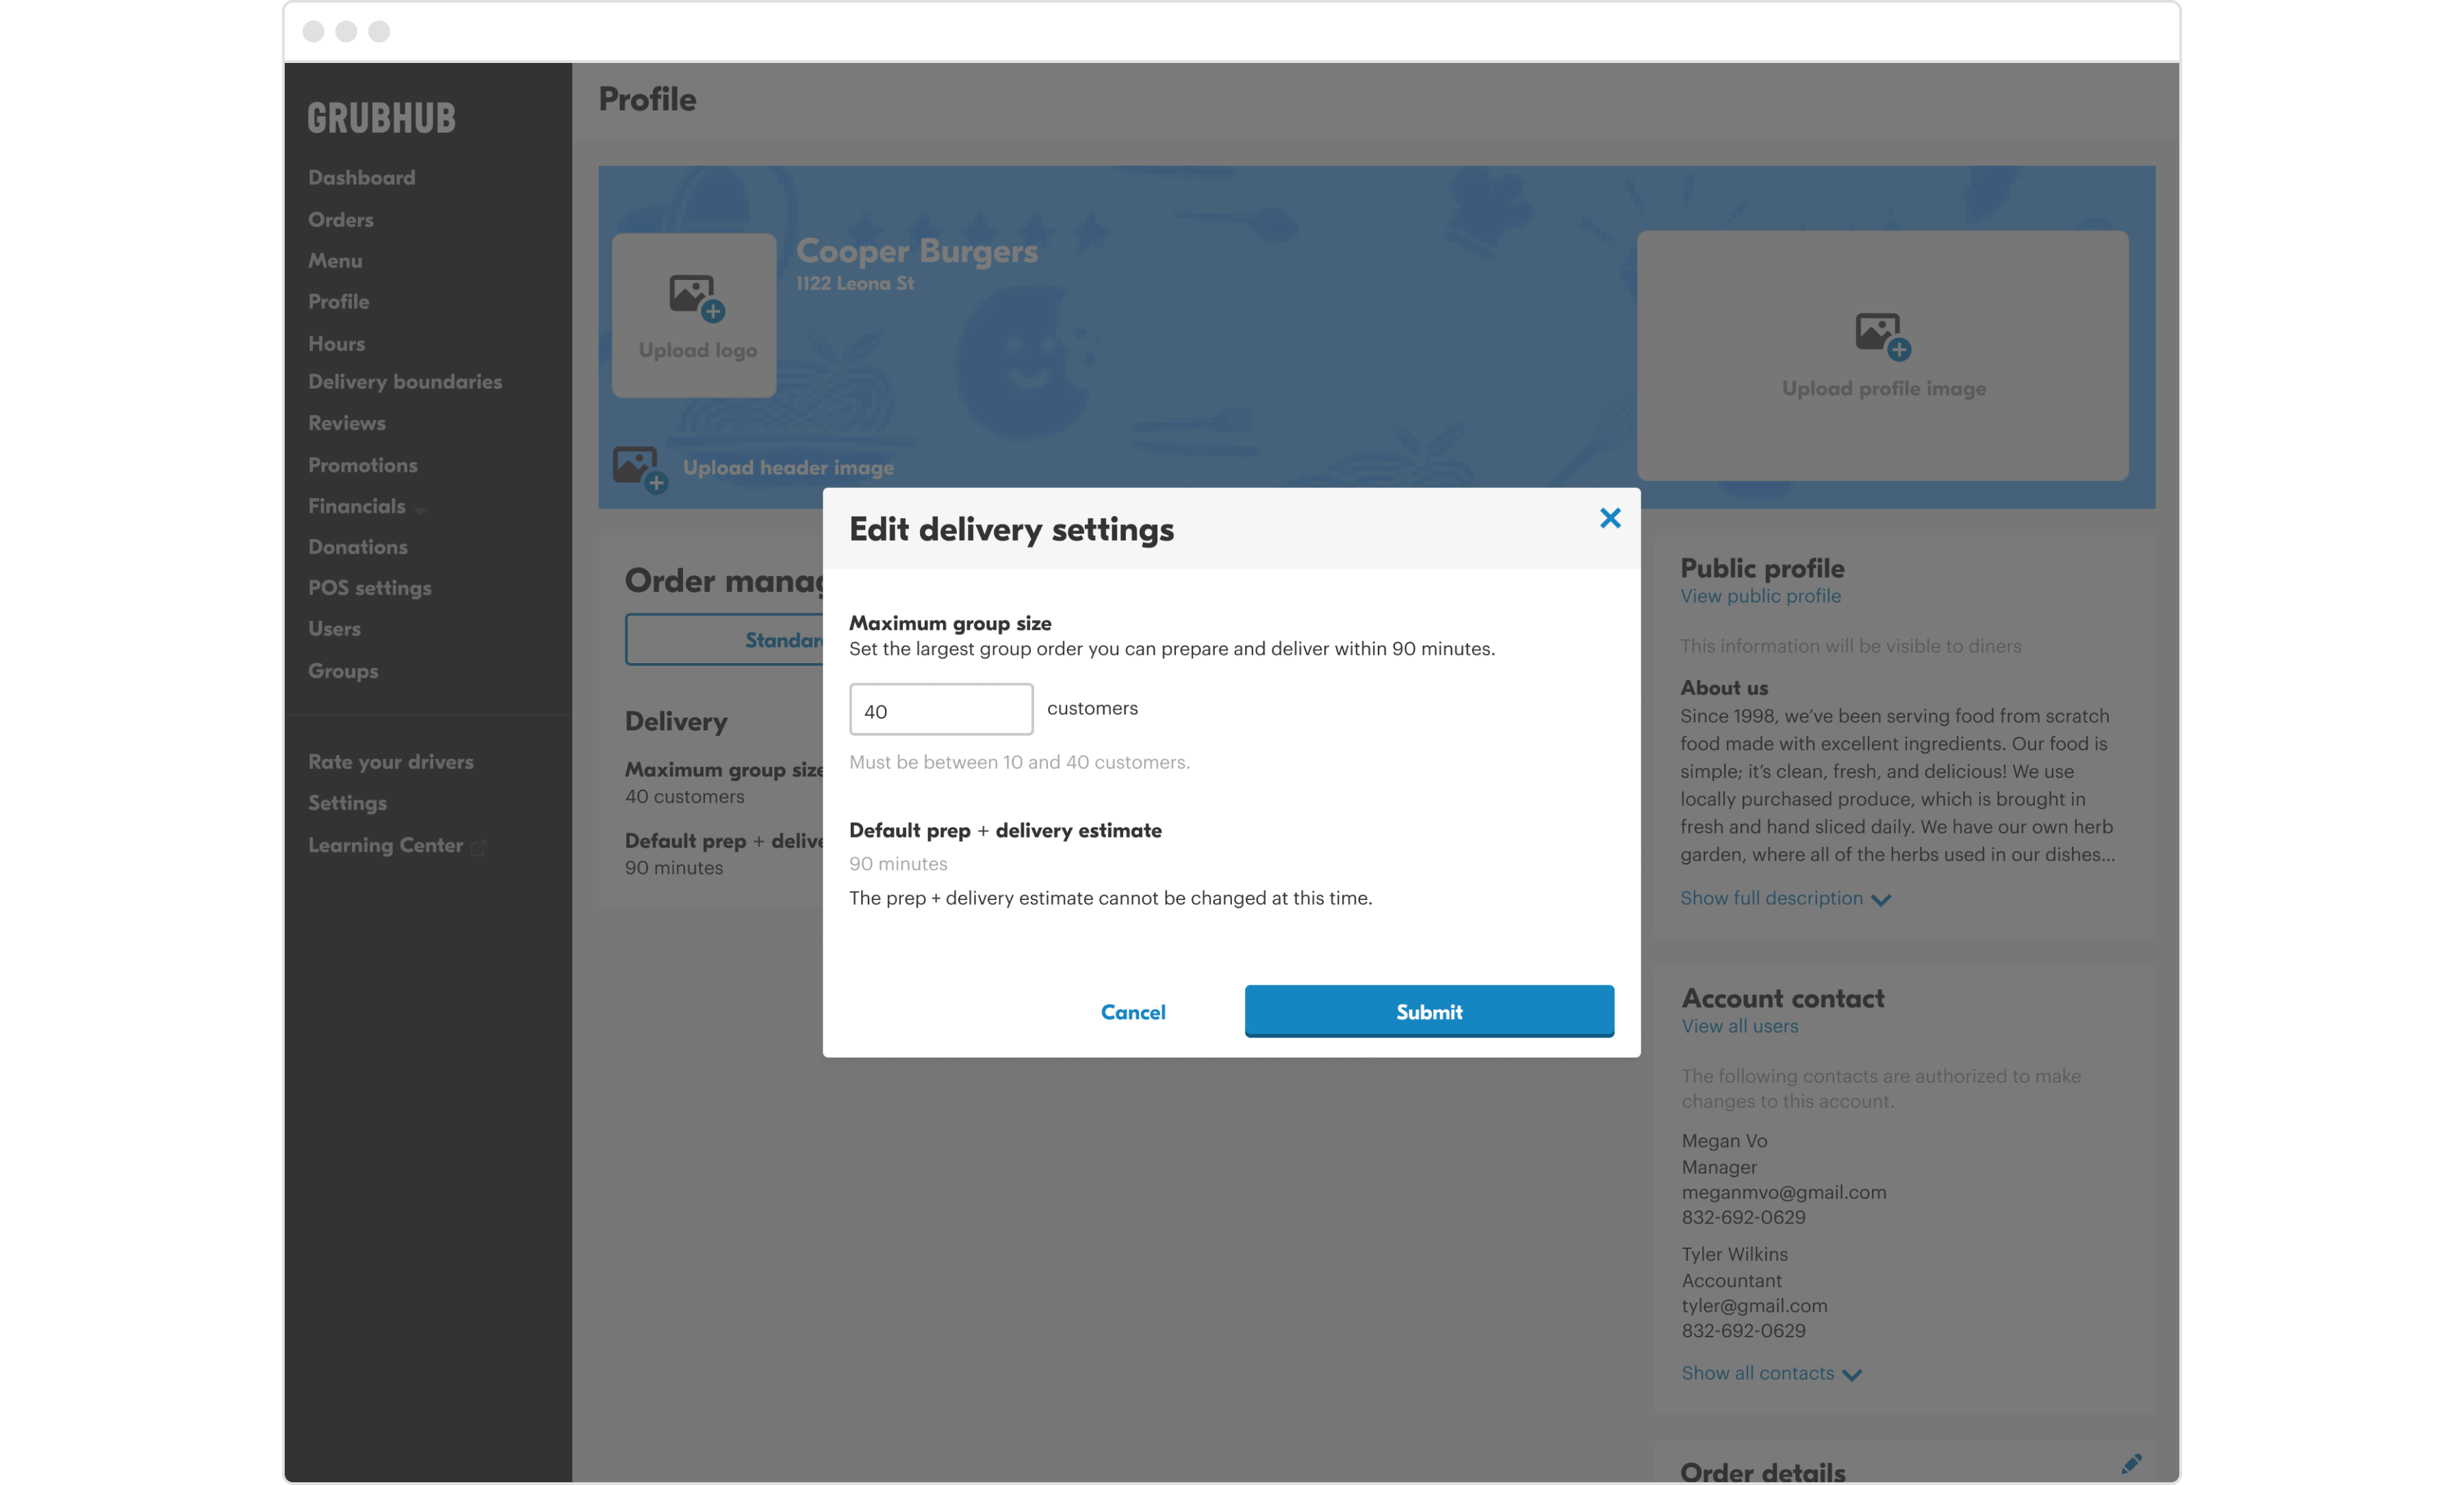 GRUBHUB
Dashboard
Orders
Menu
Profile
Hours
Delivery boundaries
Reviews
Promotions
Financials
Donations
POS settings
Users
Groups
Rate your drivers
Settings
Learning Center
Profile
Cooper Burgers
1122 Leona St
Upload logo
Upload header image
Upload profile image
Order manag
Standar
Delivery
Maximum group size
40 customers
Default prep + delive
90 minutes
Edit delivery settings
Maximum group size
Set the largest group order you can prepare and deliver within 90 minutes.
40 customers
Must be between 10 and 40 customers.
Default prep + delivery estimate
90 minutes
The prep + delivery estimate cannot be changed at this time.
Cancel
Submit
Public profile
View public profile
This information will be visible to diners
About us
Since 1998, we've been serving food from scratch
food made with excellent ingredients. Our food is
simple; it's clean, fresh, and delicious! We use
locally purchased produce, which is brought in
fresh and hand sliced daily. We have our own herb
garden, where all of the herbs used in our dishes...
Show full description
Account contact
View all users
The following contacts are authorized to make
changes to this account.
Megan Vo
Manager
meganmvo@gmail.com
832-692-0629
Tyler Wilkins
Accountant
tyler@gmail.com
832-692-0629
Show all contacts
Order details